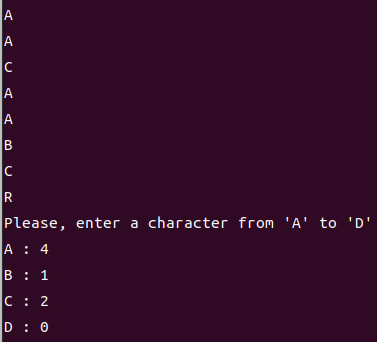 A
A
C
A
A
B
C
R
Please, enter a character from 'A' to 'D'
A : 4
B : 1
C : 2
D : 0